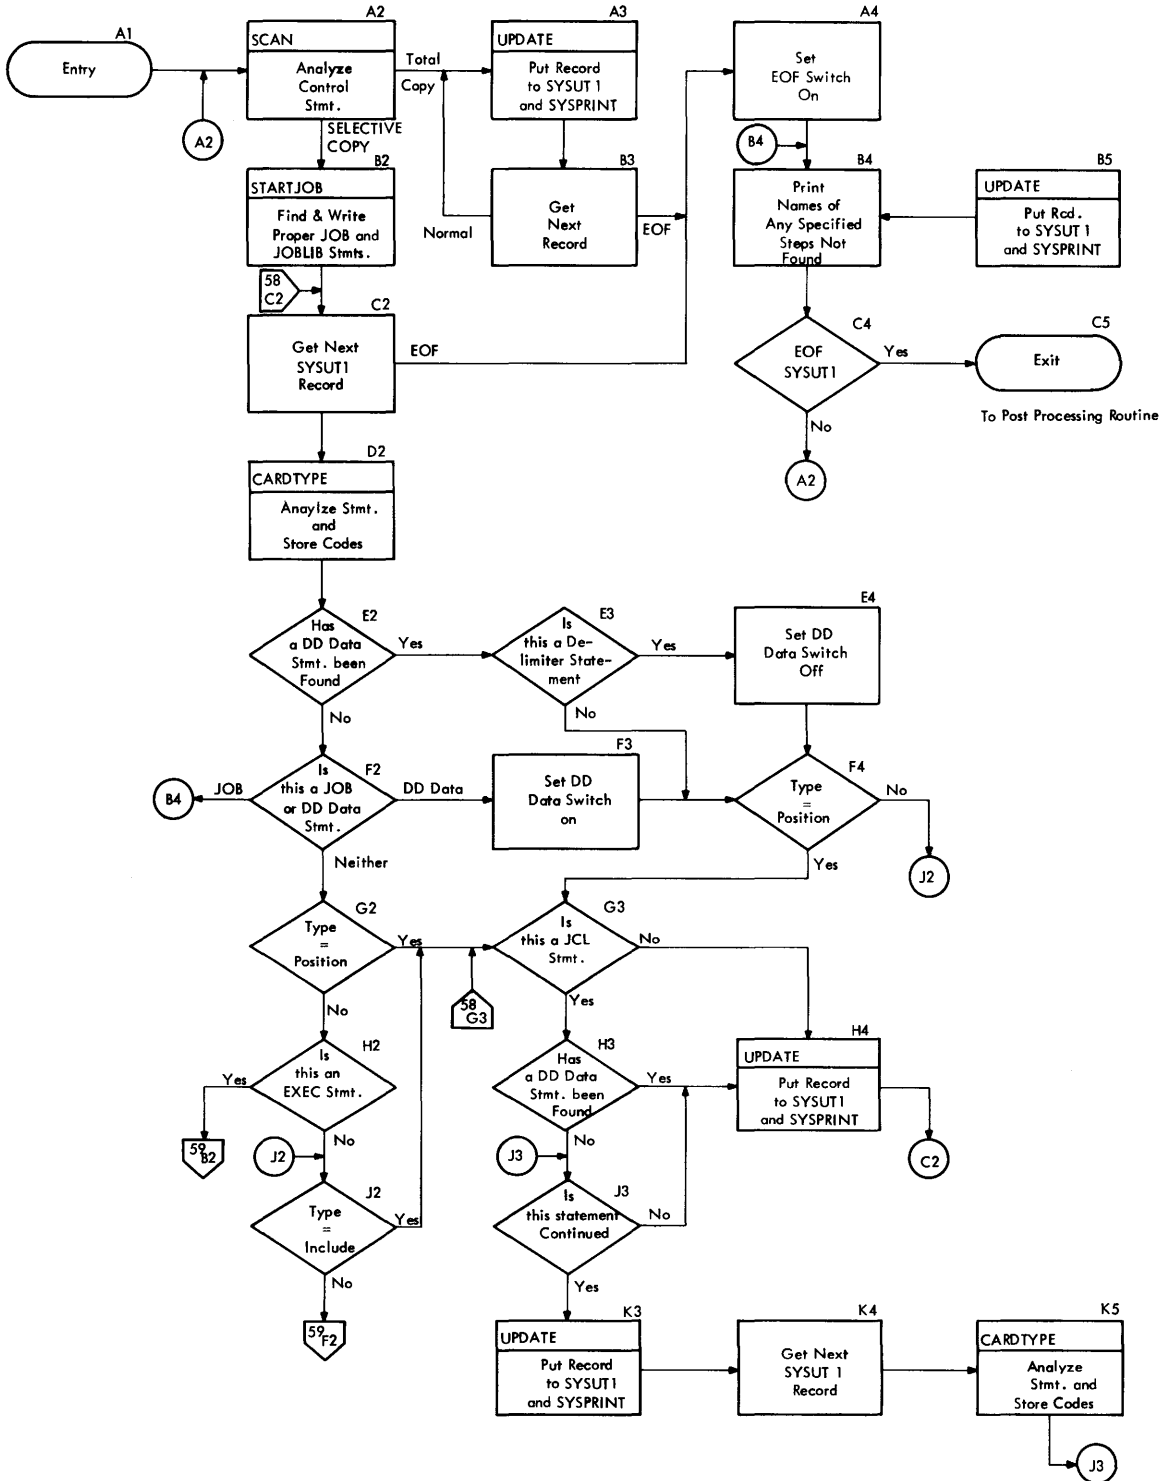 A1
Entry
A2
A2
SCAN
Analyze
Control
Stmt.
Total
Copy
SELECTIVE
COPY
A3
UPDATE
Put Record
to SYSUT 1
and SYSPRINT
A4
Set
EOF Switch
On
B2
STARTJOB
Find & Write
Proper JOB and
JOBLIB Stmts.
B3
Get
Next
Record
Normal
EOF
B4
B4
Print
Names of
Any Specified
Steps Not
Found
B5
UPDATE
Put Rcd.
to SYSUT 1
and SYSPRINT
58
C2
C2
Get Next
SYSUT1
Record
EOF
C4
EOF
SYSUT1
Yes
No
A2
C5
Exit
To Post Processing Routine
D2
CARDTYPE
Anaylze Stmt.
and
Store Codes
E2
Has
a DD Data
Stmt. been
Found
Yes
No
E3
Is
this a De-
limiter State-
ment
Yes
No
E4
Set DD
Data Switch
Off
B4
JOB
F2
Is
this a JOB
or DD Data
Stmt.
DD Data
Neither
F3
Set DD
Data Switch
on
F4
Type
=
Position
No
J2
Yes
G2
Type
=
Position
Yes
No
58
G3
G3
Is
this a JCL
Stmt.
No
Yes
H2
Is
this an
EXEC Stmt.
Yes
59
B2
No
J2
H3
Has
a DD Data
Stmt. been
Found
Yes
No
J3
H4
UPDATE
Put Record
to SYSUT1
and SYSPRINT
C2
J2
Type
=
Include
Yes
No
59
F2
J3
Is
this statement
Continued
No
Yes
K3
UPDATE
Put Record
to SYSUT1
and SYSPRINT
K4
Get Next
SYSUT 1
Record
K5
CARDTYPE
Analyze
Stmt. and
Store Codes
J3